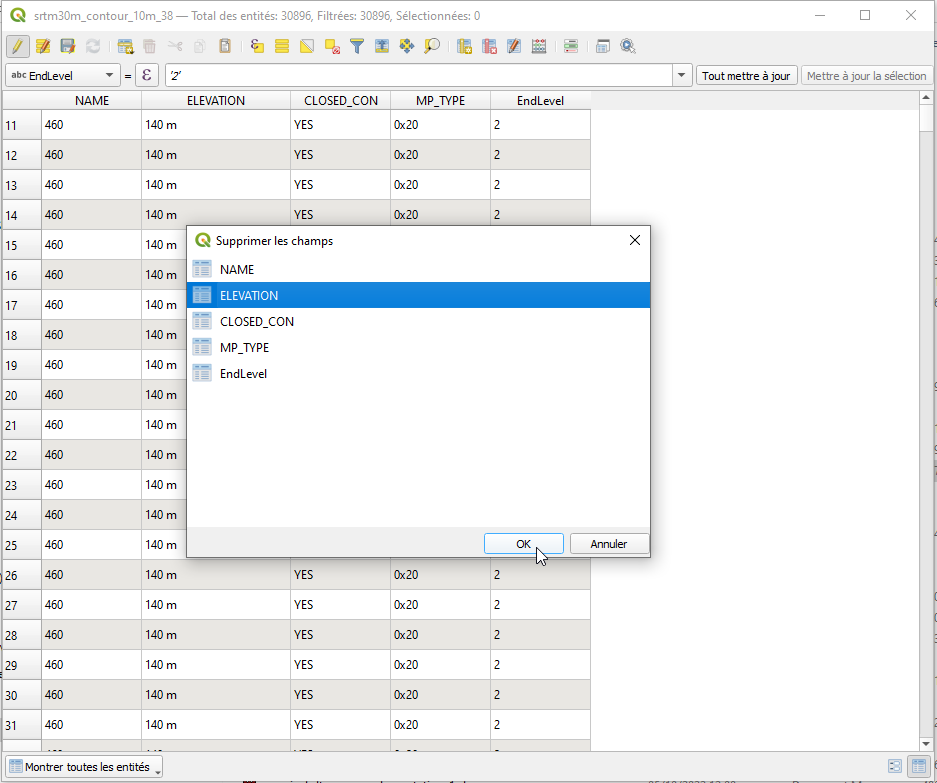 srtm30m_contour_10m_38 — Total des entités: 30896, Filtrées: 30896, Sélectionnées: 0
abc EndLevel = ε '2' Tout mettre à jour Mettre à jour la sélection
NAME ELEVATION CLOSED_CON MP_TYPE EndLevel
11 460 140 m YES 0x20 2
12 460 140 m YES 0x20 2
13 460 140 m YES 0x20 2
14 460 140 m YES 0x20 2
15 460 140 m
16 460 140 m
17 460 140 m
18 460 140 m
19 460 140 m
20 460 140 m
21 460 140 m
22 460 140 m
23 460 140 m
24 460 140 m
25 460 140 m
26 460 140 m YES 0x20 2
27 460 140 m YES 0x20 2
28 460 140 m YES 0x20 2
29 460 140 m YES 0x20 2
30 460 140 m YES 0x20 2
31 460 140 m YES 0x20 2
Supprimer les champs
NAME
ELEVATION
CLOSED_CON
MP_TYPE
EndLevel
OK Annuler
Montrer toutes les entités